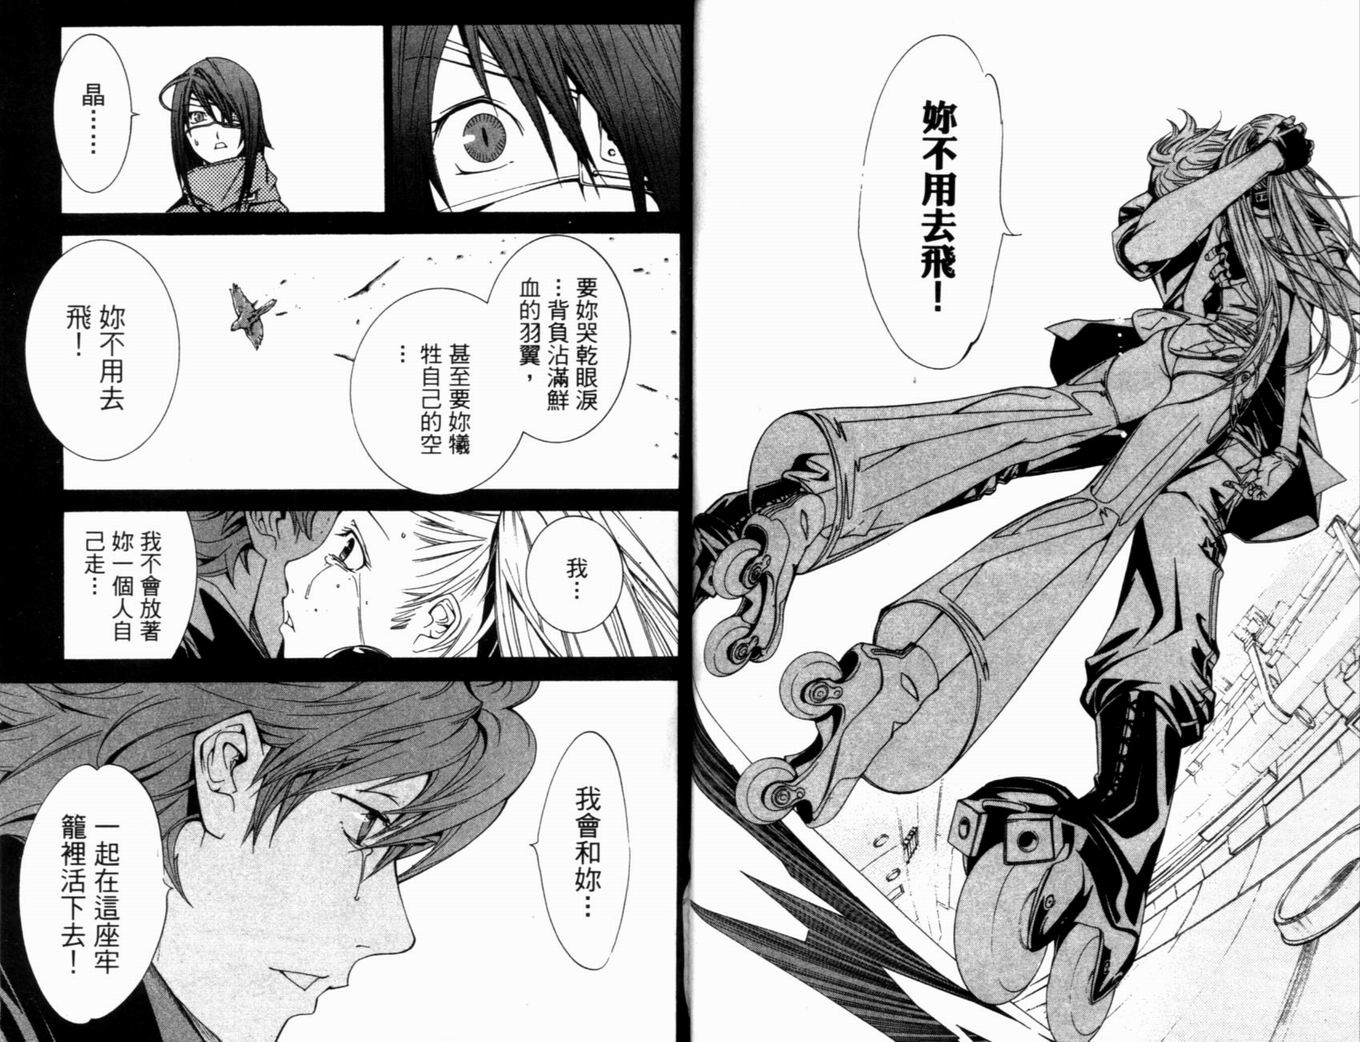 妳不用去飛！
晶……
要妳哭乾眼淚
…背負沾滿鮮
血的羽翼，
甚至要妳犧
牲自己的空
…
妳不用去
飛！
我…
我不會放著
妳一個人自
己走…
我會和妳…
一起在這座牢
籠裡活下去！